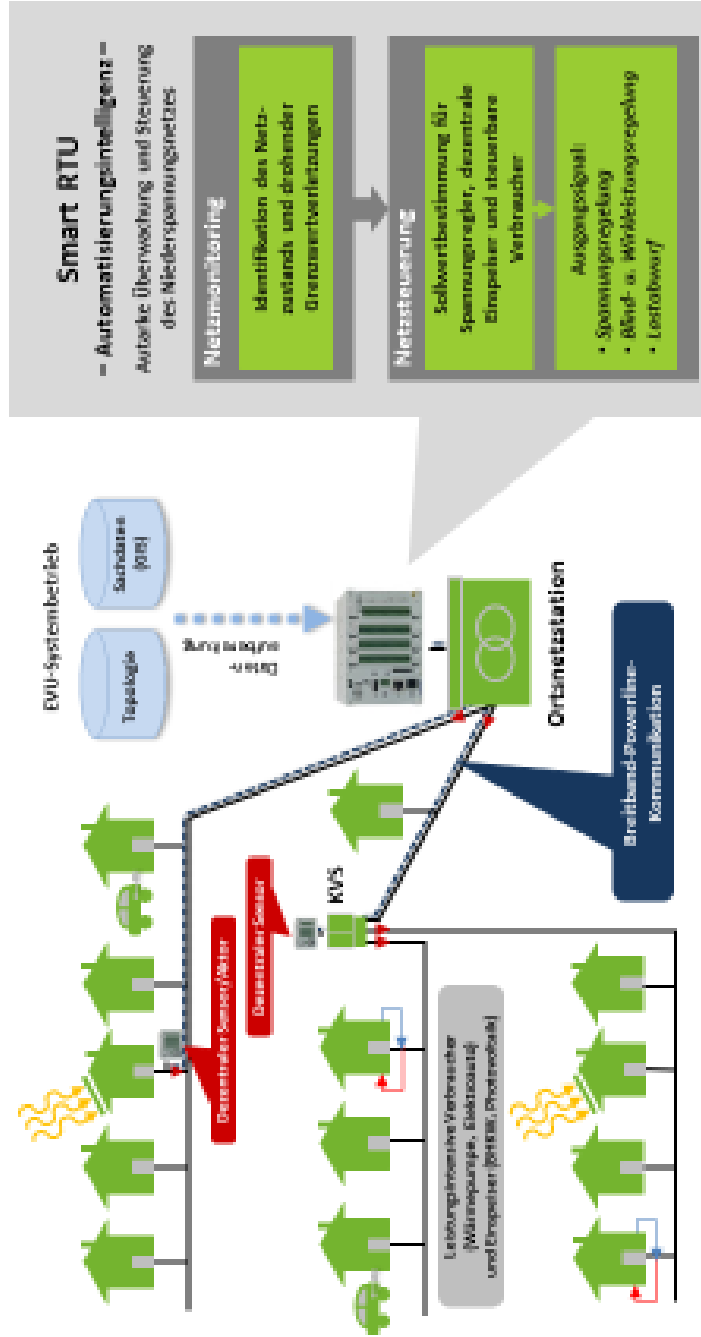 EVU-Systembetrieb
Topologie
Sachdaten
(GIS)
Daten-
aufbereitung
Dezentraler Sensor/Aktor
Dezentraler Sensor
KVS
Ortsnetzstation
Breitband-Powerline-
Kommunikation
Leistungsintensive Verbraucher
(Wärmepumpe, Elektroauto)
und Einspeiser (BHKW, Photovoltaik)
Smart RTU
– Automatisierungsintelligenz –
Autarke Überwachung und Steuerung
des Niederspannungsnetzes
Netzmonitoring
Identifikation des Netz-
zustands und drohender
Grenzwertverletzungen
Netzsteuerung
Sollwertbestimmung für
Spannungsregler, dezentrale
Einspeiser und steuerbare
Verbraucher
Ausgangssignal:
• Spannungsregelung
• Blind- u. Wirkleistungsregelung
• Lastabwurf